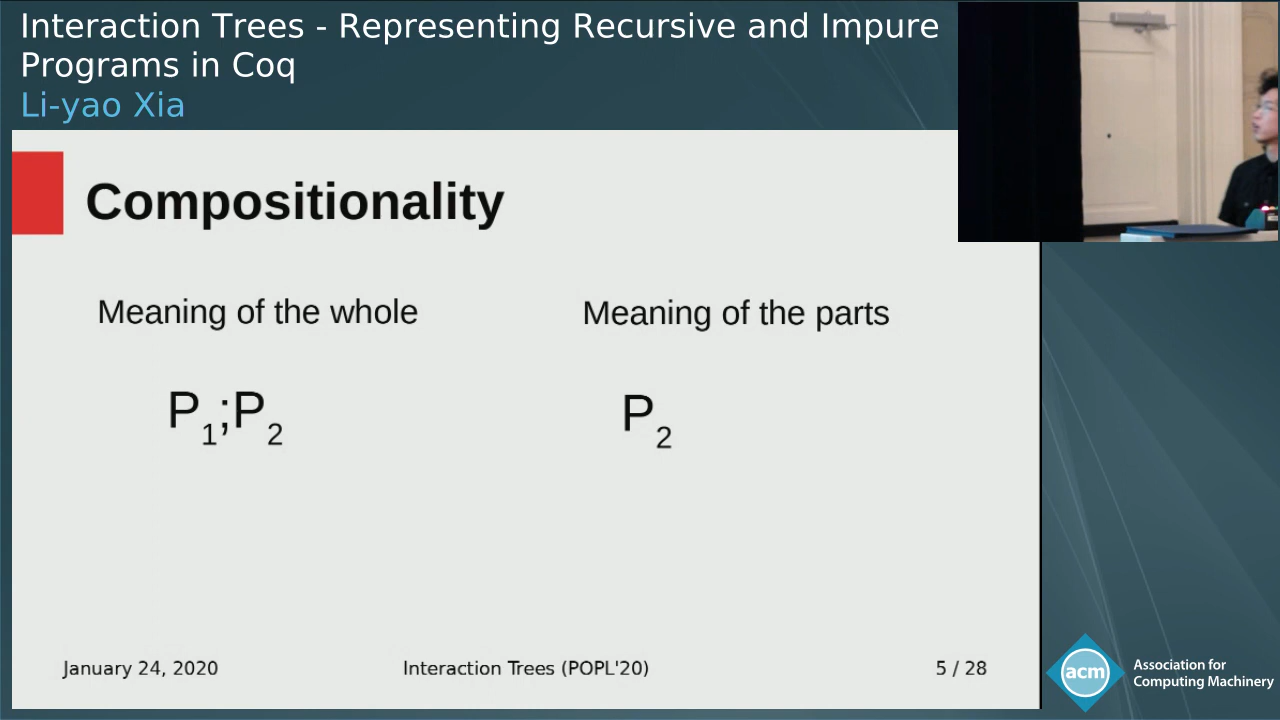 Interaction Trees - Representing Recursive and Impure
Programs in Coq
Li-yao Xia
Compositionality
Meaning of the whole
Meaning of the parts
P1;P2
P2
January 24, 2020
Interaction Trees (POPL'20)
5 / 28
acm
Association for
Computing Machinery